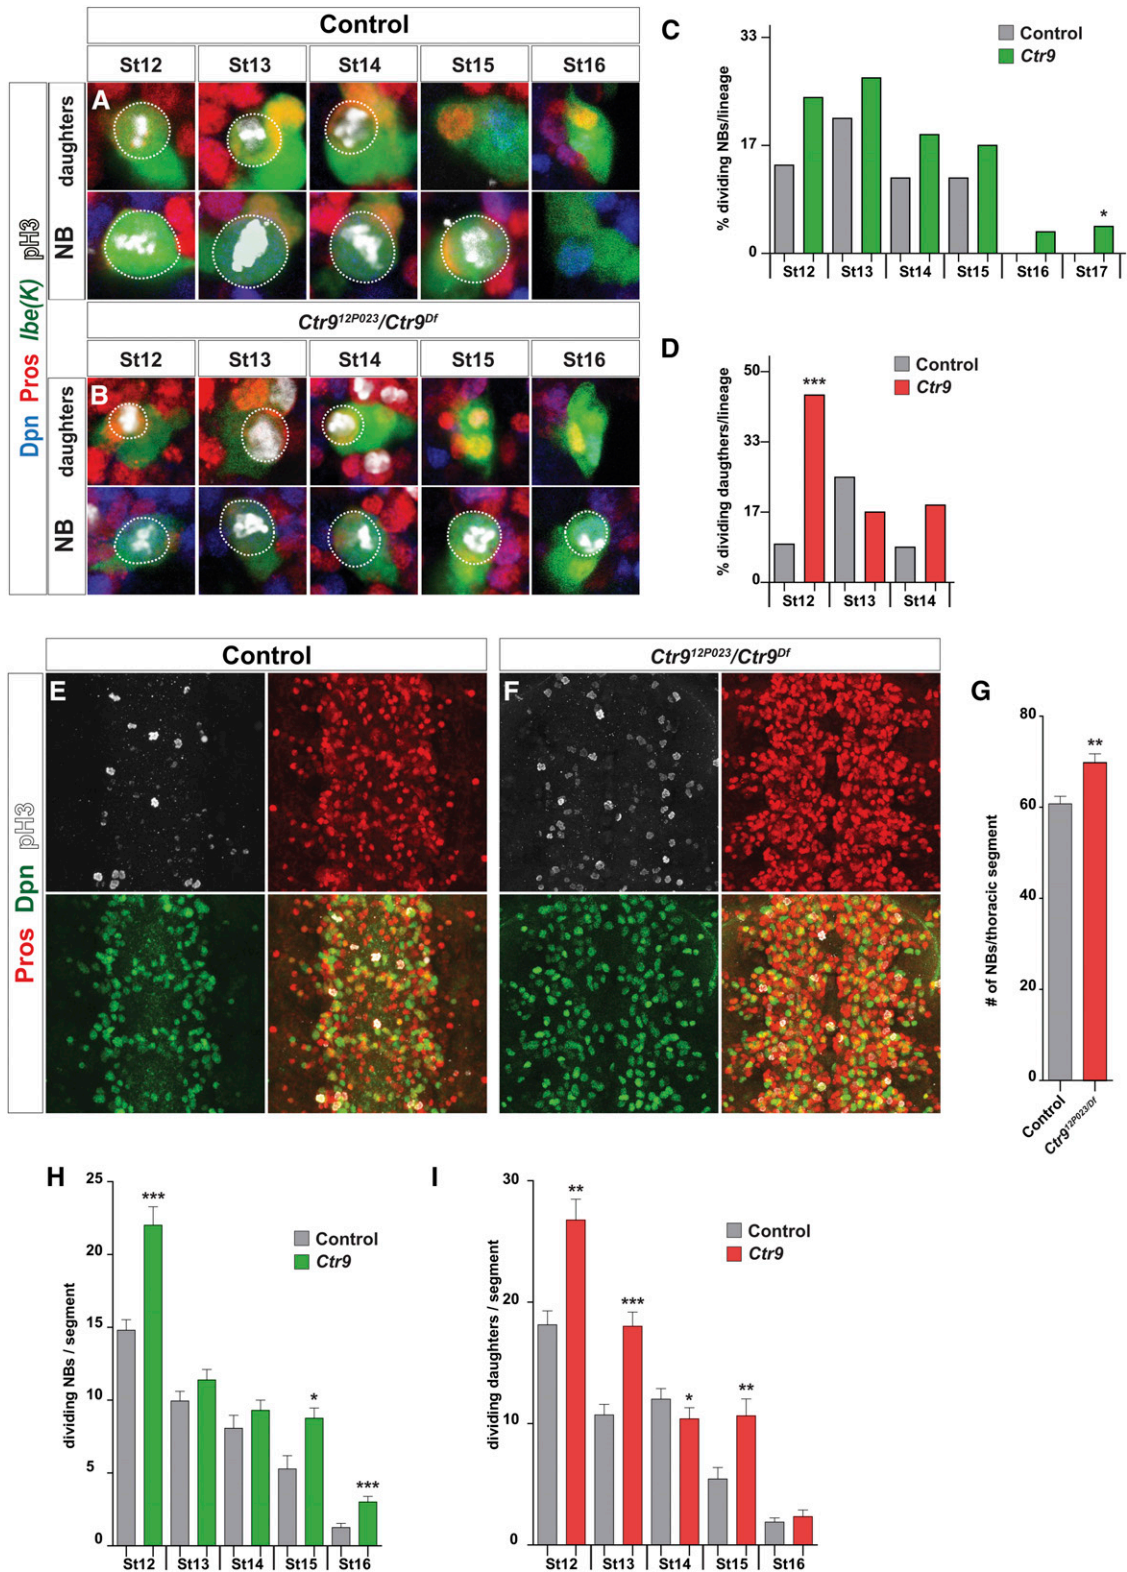 Control
St12 St13 St14 St15 St16
A
daughters
NB
Ctr9^12P023/Ctr9^Df
St12 St13 St14 St15 St16
B
daughters
NB
Dpn Pros lbe(K) pH3
C
Control
Ctr9
% dividing NBs/lineage
33
17
0
*
St12 St13 St14 St15 St16 St17
D
Control
Ctr9
% dividing daugthers/lineage
50
33
17
0
***
St12 St13 St14
Control
Ctr9^12P023/Ctr9^Df
E
F
Pros Dpn pH3
G
# of NBs/thoracic segment
80
60
40
20
0
**
Control
Ctr9^12P023/Df
H
Control
Ctr9
dividing NBs / segment
25
20
15
10
5
0
*** * ***
St12 St13 St14 St15 St16
I
Control
Ctr9
dividing daughters / segment
30
20
10
0
** *** * **
St12 St13 St14 St15 St16